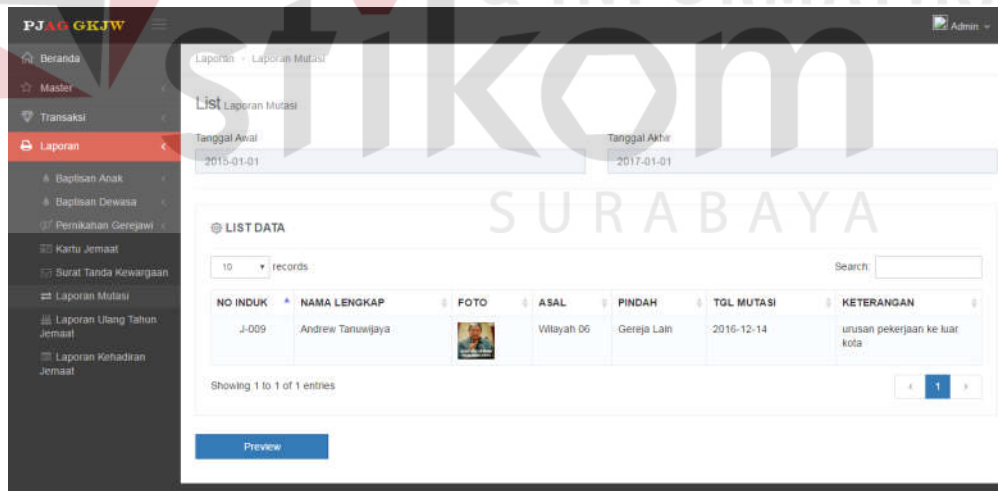 & INFORMATIKA
PJAG GKJW
Admin
Beranda
Master
Transaksi
Laporan
Baptisan Anak
Baptisan Dewasa
Pernikahan Gerejawi
Kartu Jemaat
Surat Tanda Kewargaan
Laporan Mutasi
Laporan Ulang Tahun
Jemaat
Laporan Kehadiran
Jemaat
Laporan Laporan Mutasi
List Laporan Mutasi
Tanggal Awal
Tanggal Akhir
2015-01-01
2017-01-01
stikom
SURABAYA
LIST DATA
10 records
Search:
NO INDUK NAMA LENGKAP FOTO ASAL PINDAH TGL MUTASI KETERANGAN
J-009 Andrew Tanuwijaya Wilayah 06 Gereja Lain 2016-12-14 urusan pekerjaan ke luar
kota
Showing 1 to 1 of 1 entries
‹ 1 ›
Preview